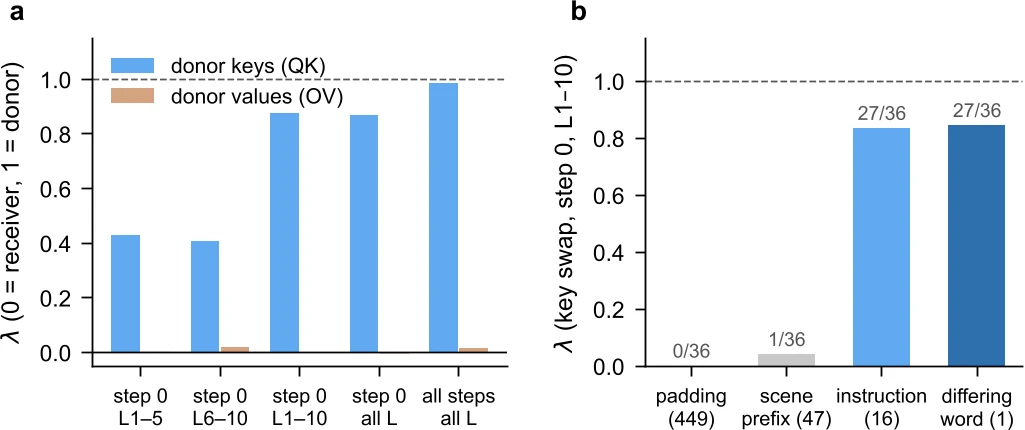 a
λ (0 = receiver, 1 = donor)
1.0
0.8
0.6
0.4
0.2
0.0
donor keys (QK)
donor values (OV)
step 0
L1–5
step 0
L6–10
step 0
L1–10
step 0
all L
all steps
all L
b
λ (key swap, step 0, L1–10)
1.0
0.8
0.6
0.4
0.2
0.0
0/36
1/36
27/36
27/36
padding
(449)
scene
prefix (47)
instruction
(16)
differing
word (1)